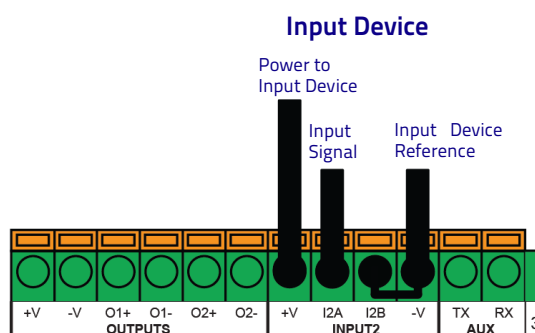 Input Device
Power to
Input Device
Input
Signal
Input Device
Reference
+V -V O1+ O1- O2+ O2- +V I2A I2B -V TX RX
OUTPUTS INPUT2 AUX